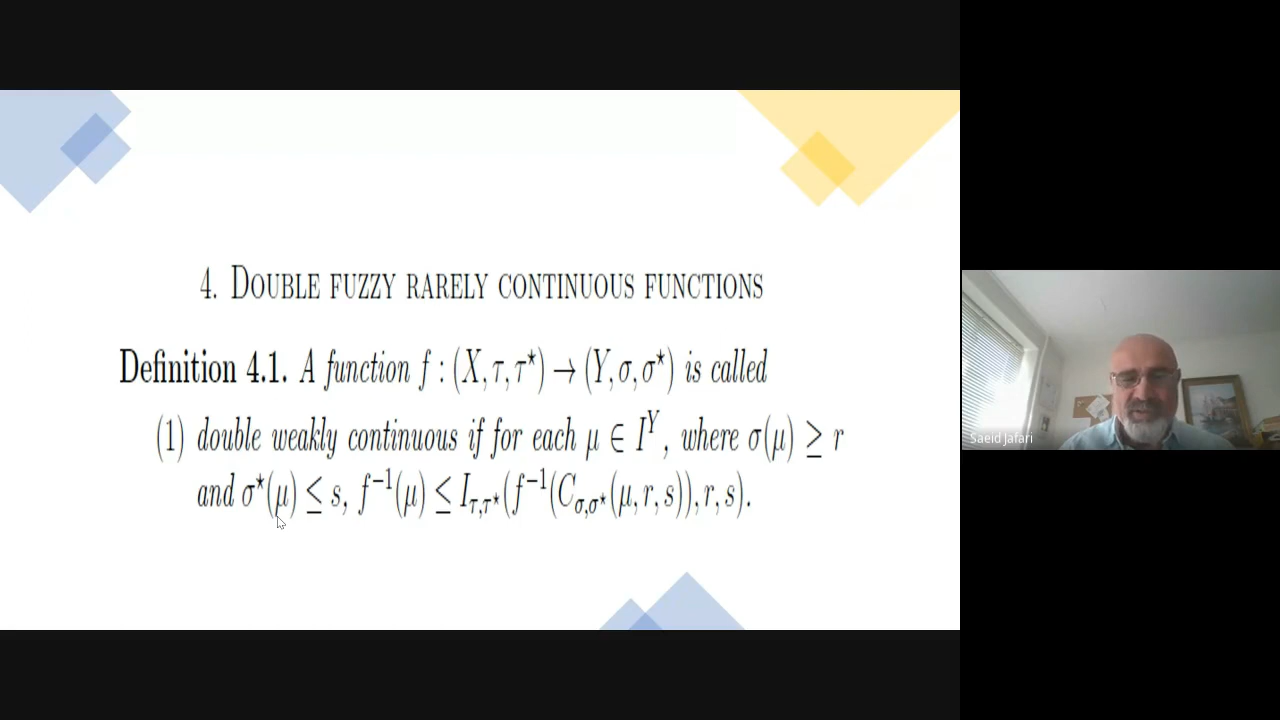 4. DOUBLE FUZZY RARELY CONTINUOUS FUNCTIONS
Definition 4.1. A function f : (X, τ, τ*) → (Y, σ, σ*) is called
(1) double weakly continuous if for each μ ∈ I^Y, where σ(μ) ≥ r
and σ*(μ) ≤ s, f^{-1}(μ) ≤ I_{τ,τ*}(f^{-1}(C_{σ,σ*}(μ, r, s)), r, s).
Saeid Jafari